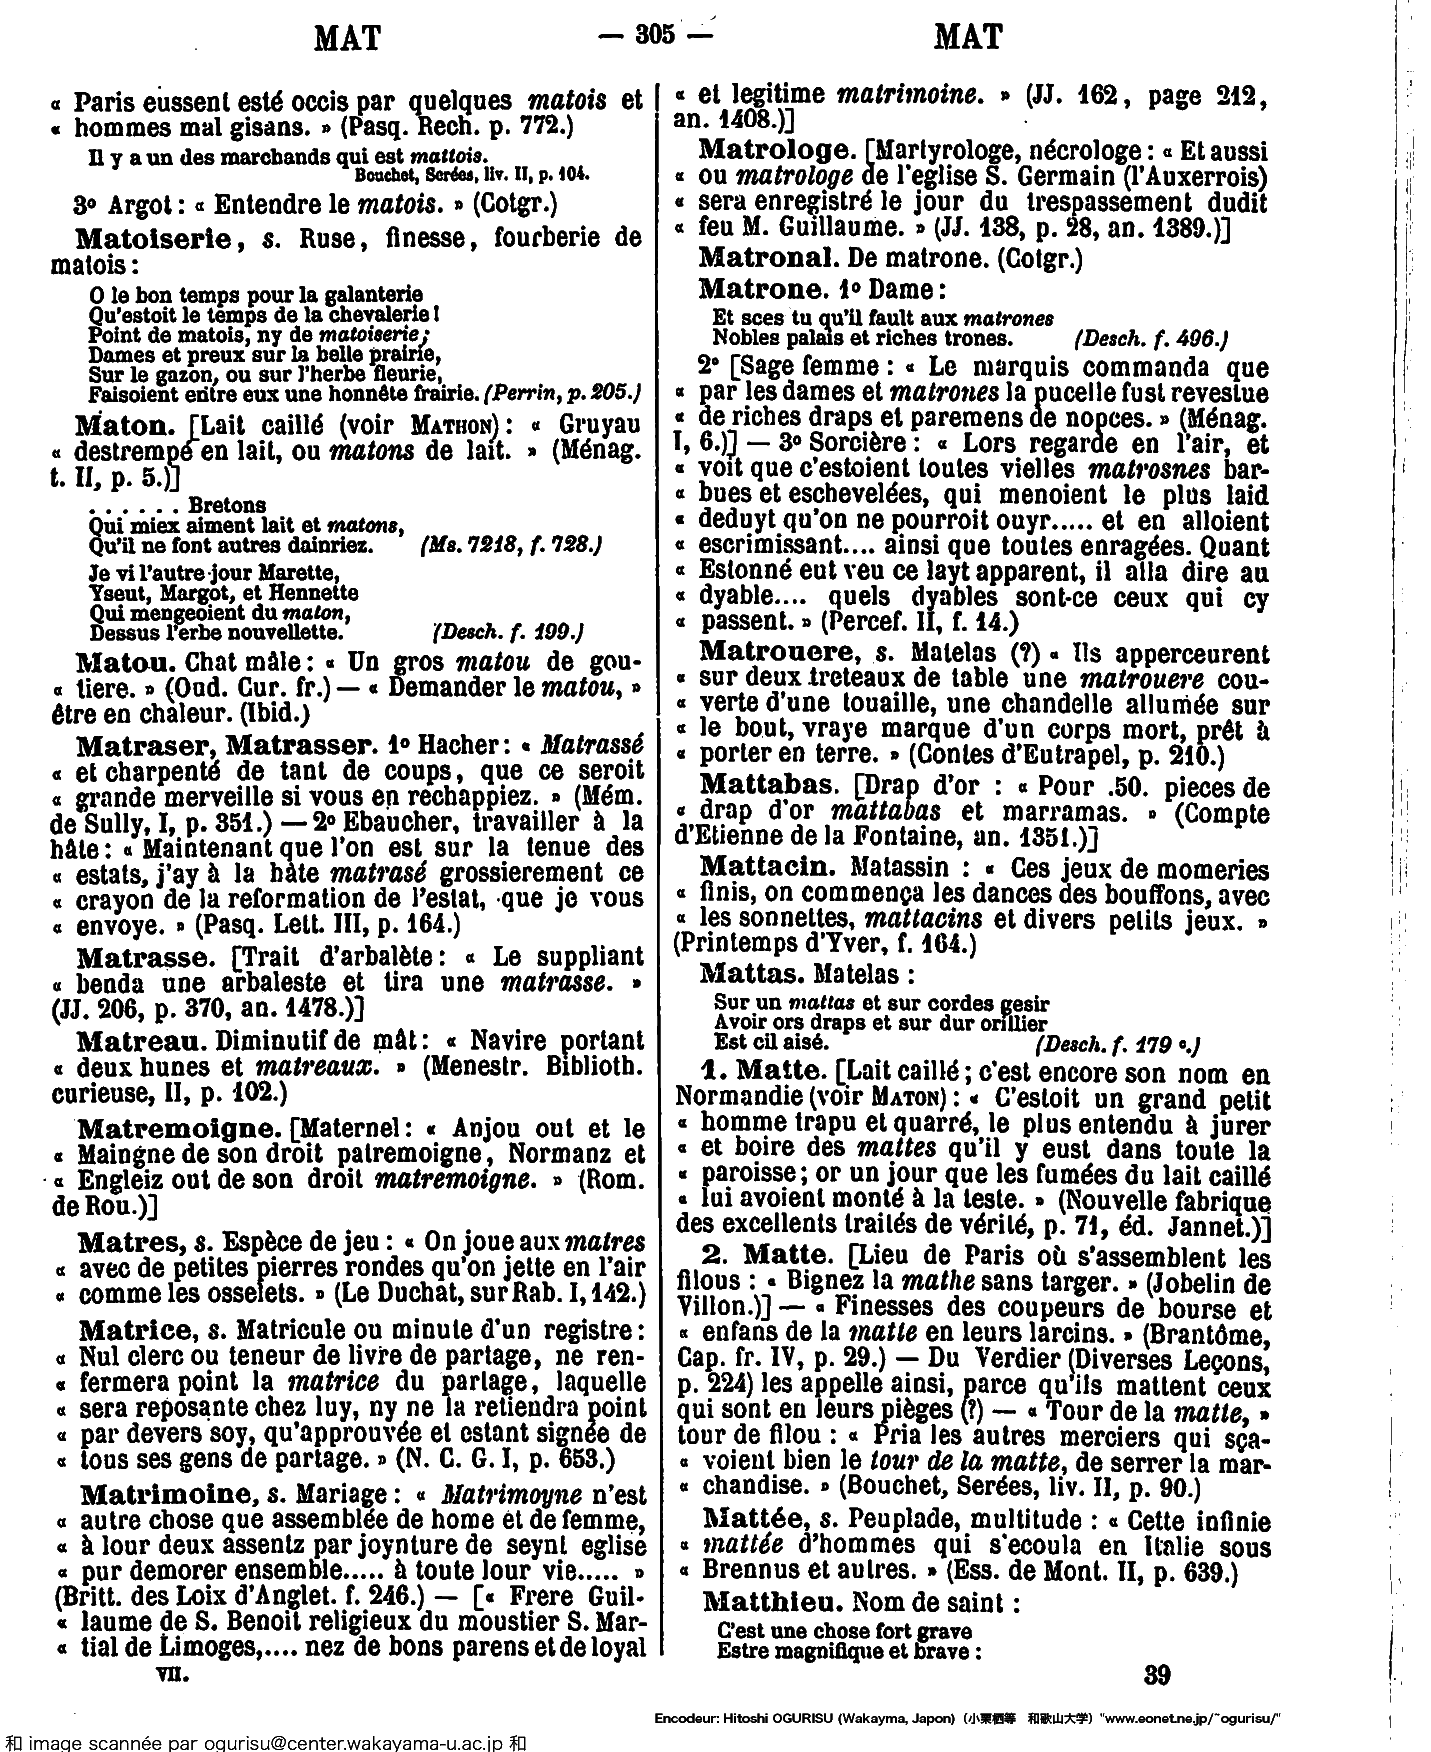 MAT — 305 — MAT
« Paris eussent esté occis par quelques matois et
« hommes mal gisans. » (Pasq. Rech. p. 772.)
Il y a un des marchands qui est mattois.
Bouchet, Serées, liv. II, p. 104.
3º Argot : « Entendre le matois. » (Cotgr.)
Matoiserie, s. Ruse, finesse, fourberie de
matois :
O le bon temps pour la galanterie
Qu'estoit le temps de la chevalerie !
Point de matois, ny de matoiserie ;
Dames et preux sur la belle prairie,
Sur le gazon, ou sur l'herbe fleurie,
Faisoient entre eux une honnête frairie. (Perrin, p. 205.)
Maton. [Lait caillé (voir MATHON) : « Gruyau
« destrempé en lait, ou matons de lait. » (Ménag.
t. II, p. 5.)]
. . . . . . Bretons
Qui miex aiment lait et matons,
Qu'il ne font autres dainriez. (Ms. 7218, f. 728.)
Je vi l'autre jour Marette,
Yseut, Margot, et Hennette
Qui mengeoient du maton,
Dessus l'erbe nouvellette. (Desch. f. 199.)
Matou. Chat mâle : « Un gros matou de gou-
« tiere. » (Oud. Cur. fr.) — « Demander le matou, »
être en chaleur. (Ibid.)
Matraser, Matrasser. 1º Hacher : « Matrassé
« et charpenté de tant de coups, que ce seroit
« grande merveille si vous en rechappiez. » (Mém.
de Sully, I, p. 351.) — 2º Ebaucher, travailler à la
hâte : « Maintenant que l'on est sur la tenue des
« estats, j'ay à la hâte matrasé grossierement ce
« crayon de la reformation de l'estat, que je vous
« envoye. » (Pasq. Lett. III, p. 164.)
Matrasse. [Trait d'arbalète : « Le suppliant
« benda une arbaleste et tira une matrasse. »
(JJ. 206, p. 370, an. 1478.)]
Matreau. Diminutif de mât : « Navire portant
« deux hunes et matreaux. » (Menestr. Biblioth.
curieuse, II, p. 102.)
Matremoigne. [Maternel : « Anjou out et le
« Maingne de son droit patremoigne, Normanz et
« Engleiz out de son droit matremoigne. » (Rom.
de Rou.)]
Matres, s. Espèce de jeu : « On joue aux matres
« avec de petites pierres rondes qu'on jette en l'air
« comme les osselets. » (Le Duchat, sur Rab. I, 142.)
Matrice, s. Matricule ou minute d'un registre :
« Nul clerc ou teneur de livre de partage, ne ren-
« fermera point la matrice du partage, laquelle
« sera reposante chez luy, ny ne la retiendra point
« par devers soy, qu'approuvée et estant signée de
« tous ses gens de partage. » (N. C. G. I, p. 653.)
Matrimoine, s. Mariage : « Matrimoyne n'est
« autre chose que assemblée de home et de femme,
« à lour deux assentz par joynture de seynt eglise
« pur demorer ensemble..... à toute lour vie..... »
(Britt. des Loix d'Anglet. f. 246.) — [« Frere Guil-
« laume de S. Benoit religieux du moustier S. Mar-
« tial de Limoges,.... nez de bons parens et de loyal
VII.
« et legitime matrimoine. » (JJ. 162, page 212,
an. 1408.)]
Matrologe. [Martyrologe, nécrologe : « Et aussi
« ou matrologe de l'eglise S. Germain (l'Auxerrois)
« sera enregistré le jour du trespassement dudit
« feu M. Guillaume. » (JJ. 138, p. 28, an. 1389.)]
Matronal. De matrone. (Cotgr.)
Matrone. 1º Dame :
Et sces tu qu'il fault aux matrones
Nobles palais et riches trones. (Desch. f. 496.)
2º [Sage femme : « Le marquis commanda que
« par les dames et matrones la pucelle fust revestue
« de riches draps et paremens de nopces. » (Ménag.
I, 6.)] — 3º Sorcière : « Lors regarde en l'air, et
« voit que c'estoient toutes vielles matrosnes bar-
« bues et eschevelées, qui menoient le plus laid
« deduyt qu'on ne pourroit ouyr..... et en alloient
« escrimissant.... ainsi que toutes enragées. Quant
« Estonné eut veu ce layt apparent, il alla dire au
« dyable.... quels dyables sont-ce ceux qui cy
« passent. » (Percef. II, f. 14.)
Matrouere, s. Matelas (?) « Ils apperceurent
« sur deux treteaux de table une matrouere cou-
« verte d'une touaille, une chandelle allumée sur
« le bout, vraye marque d'un corps mort, prêt à
« porter en terre. » (Contes d'Eutrapel, p. 210.)
Mattabas. [Drap d'or : « Pour .50. pieces de
« drap d'or mattabas et marramas. » (Compte
d'Etienne de la Fontaine, an. 1351.)]
Mattacin. Matassin : « Ces jeux de momeries
« finis, on commença les dances des bouffons, avec
« les sonnettes, mattacins et divers petits jeux. »
(Printemps d'Yver, f. 164.)
Mattas. Matelas :
Sur un mattas et sur cordes gesir
Avoir ors draps et sur dur orillier
Est cil aisé. (Desch. f. 179 c.)
1. Matte. [Lait caillé ; c'est encore son nom en
Normandie (voir MATON) : « C'estoit un grand petit
« homme trapu et quarré, le plus entendu à jurer
« et boire des mattes qu'il y eust dans toute la
« paroisse ; or un jour que les fumées du lait caillé
« lui avoient monté à la teste. » (Nouvelle fabrique
des excellents traités de vérité, p. 71, éd. Jannet.)]
2. Matte. [Lieu de Paris où s'assemblent les
filous : « Bignez la mathe sans targer. » (Jobelin de
Villon.)] — « Finesses des coupeurs de bourse et
« enfans de la matte en leurs larcins. » (Brantôme,
Cap. fr. IV, p. 29.) — Du Verdier (Diverses Leçons,
p. 224) les appelle ainsi, parce qu'ils mattent ceux
qui sont en leurs pièges (?) — « Tour de la matte, »
tour de filou : « Pria les autres merciers qui sça-
« voient bien le tour de la matte, de serrer la mar-
« chandise. » (Bouchet, Serées, liv. II, p. 90.)
Mattée, s. Peuplade, multitude : « Cette infinie
« mattée d'hommes qui s'ecoula en Italie sous
« Brennus et autres. » (Ess. de Mont. II, p. 639.)
Matthieu. Nom de saint :
C'est une chose fort grave
Estre magnifique et brave :
39
Encodeur: Hitoshi OGURISU (Wakayma, Japon) (小栗栖等 和歌山大学) "www.eonet.ne.jp/~ogurisu/"
和 image scannée par ogurisu@center.wakayama-u.ac.jp 和